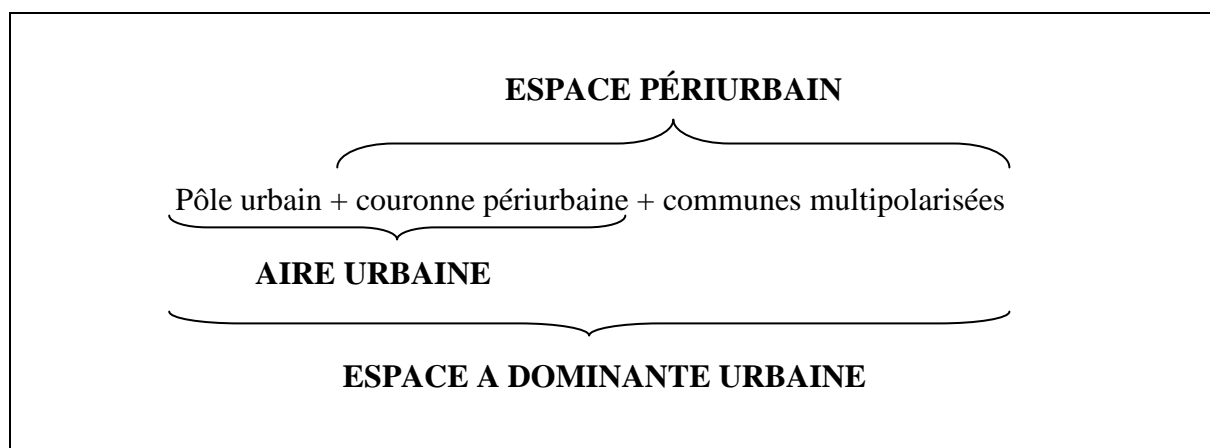 ESPACE PÉRIURBAIN
Pôle urbain + couronne périurbaine + communes multipolarisées
AIRE URBAINE
ESPACE A DOMINANTE URBAINE